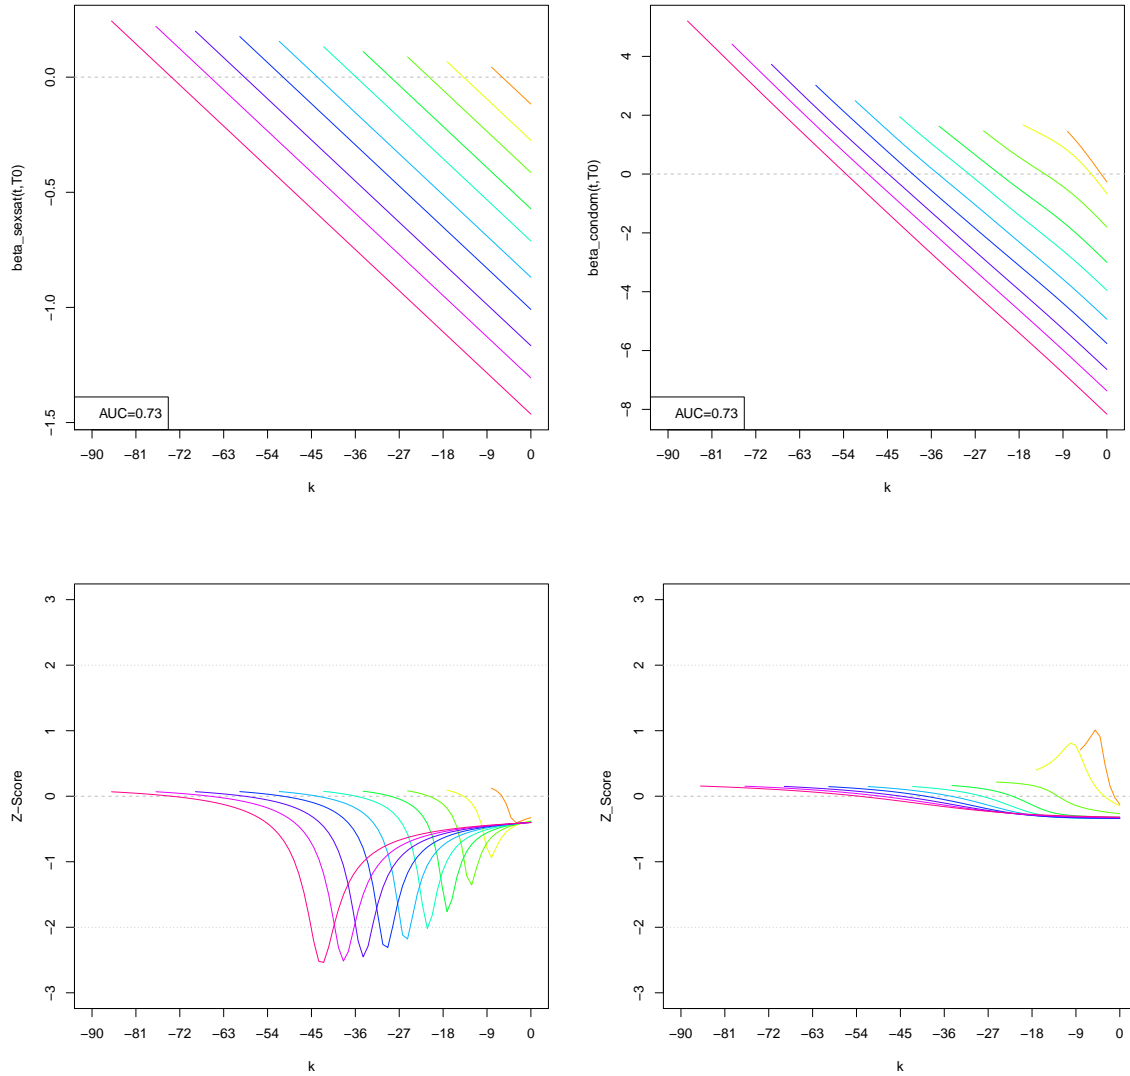 beta_sexsat(t,T0)
0.0
−0.5
−1.0
−1.5
AUC=0.73
−90 −81 −72 −63 −54 −45 −36 −27 −18 −9 0
k
beta_condom(t,T0)
4
2
0
−2
−4
−6
−8
AUC=0.73
−90 −81 −72 −63 −54 −45 −36 −27 −18 −9 0
k
Z−Score
3
2
1
0
−1
−2
−3
−90 −81 −72 −63 −54 −45 −36 −27 −18 −9 0
k
Z_Score
3
2
1
0
−1
−2
−3
−90 −81 −72 −63 −54 −45 −36 −27 −18 −9 0
k